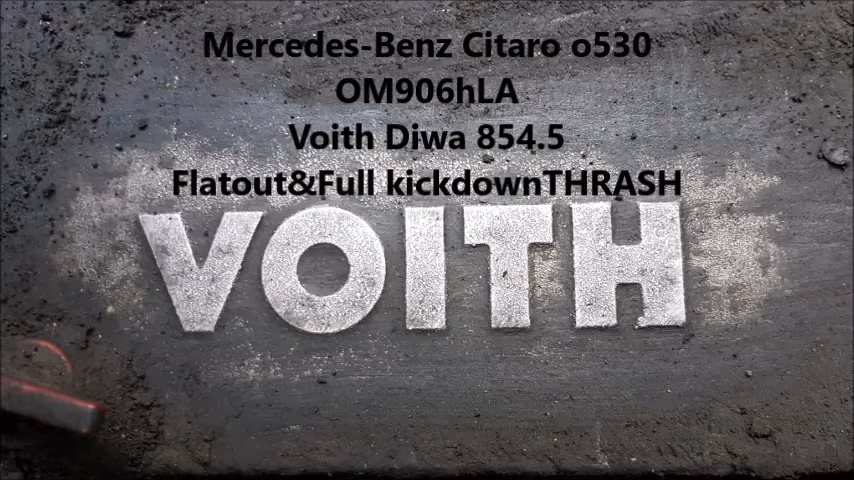 Mercedes-Benz Citaro o530
OM906hLA
Voith Diwa 854.5
Flatout&Full kickdownTHRASH
VOITH